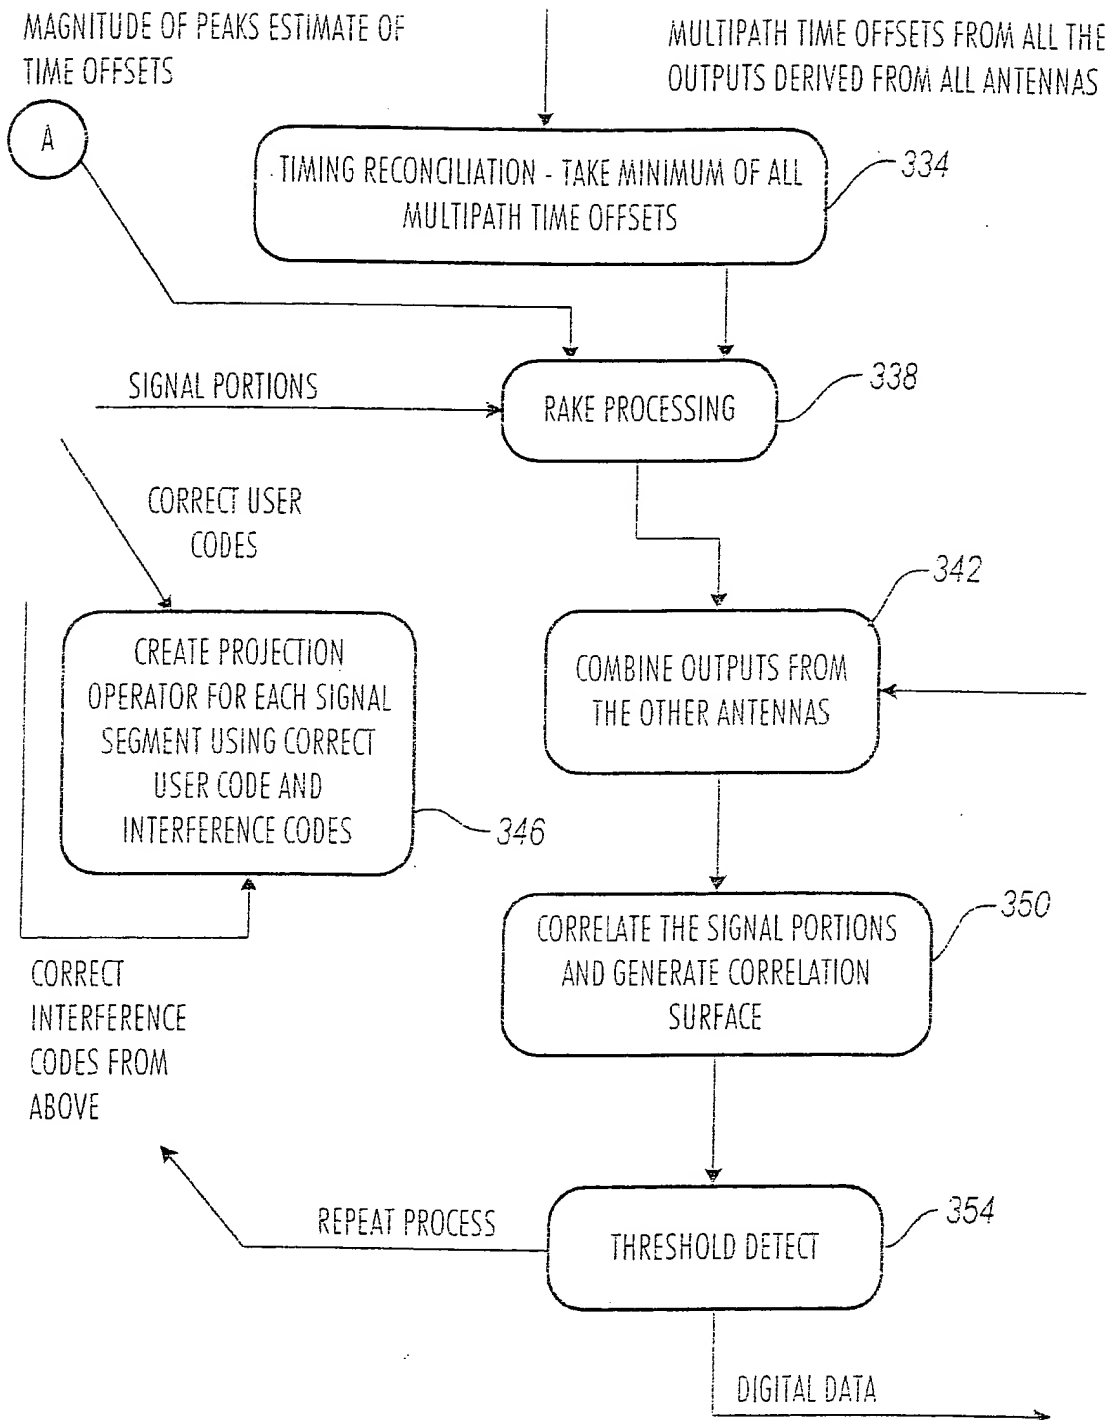 MAGNITUDE OF PEAKS ESTIMATE OF
TIME OFFSETS
MULTIPATH TIME OFFSETS FROM ALL THE
OUTPUTS DERIVED FROM ALL ANTENNAS
A
TIMING RECONCILIATION - TAKE MINIMUM OF ALL
MULTIPATH TIME OFFSETS
334
SIGNAL PORTIONS
RAKE PROCESSING
338
CORRECT USER
CODES
342
COMBINE OUTPUTS FROM
THE OTHER ANTENNAS
CREATE PROJECTION
OPERATOR FOR EACH SIGNAL
SEGMENT USING CORRECT
USER CODE AND
INTERFERENCE CODES
346
350
CORRELATE THE SIGNAL PORTIONS
AND GENERATE CORRELATION
SURFACE
CORRECT
INTERFERENCE
CODES FROM
ABOVE
REPEAT PROCESS
THRESHOLD DETECT
354
DIGITAL DATA